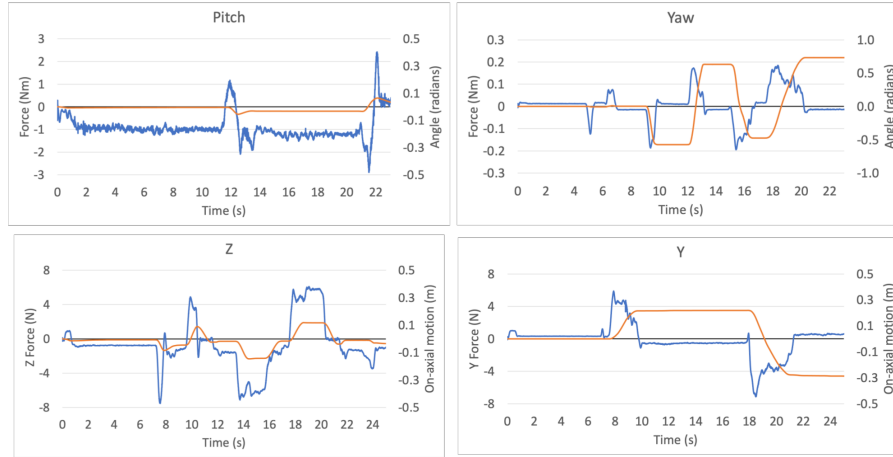 Pitch
Force (Nm)
3
2
1
0
-1
-2
-3
0.5
0.3
0.1
-0.1
-0.3
-0.5
Angle (radians)
0 2 4 6 8 10 12 14 16 18 20 22
Time (s)
Yaw
Force (Nm)
0.3
0.2
0.1
0
-0.1
-0.2
-0.3
1.0
0.5
0.0
-0.5
-1.0
Angle (radians)
0 2 4 6 8 10 12 14 16 18 20 22
Time (s)
Z
Z Force (N)
8
4
0
-4
-8
0.5
0.3
0.1
-0.1
-0.3
-0.5
On-axial motion (m)
0 2 4 6 8 10 12 14 16 18 20 22 24
Time (s)
Y
Y Force (N)
8
4
0
-4
-8
0.5
0.3
0.1
-0.1
-0.3
-0.5
On-axial motion (m)
0 2 4 6 8 10 12 14 16 18 20 22 24
Time (s)